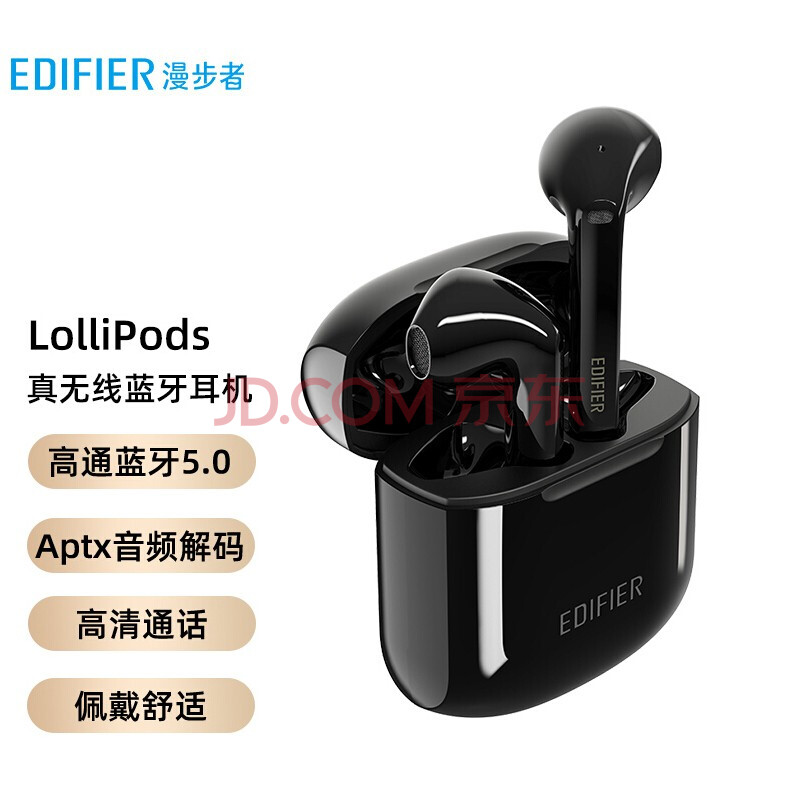 EDIFIER 漫步者
LolliPods
真无线蓝牙耳机
JD.COM 京东
高通蓝牙5.0
Aptx音频解码
高清通话
佩戴舒适
EDIFIER
EDIFIER